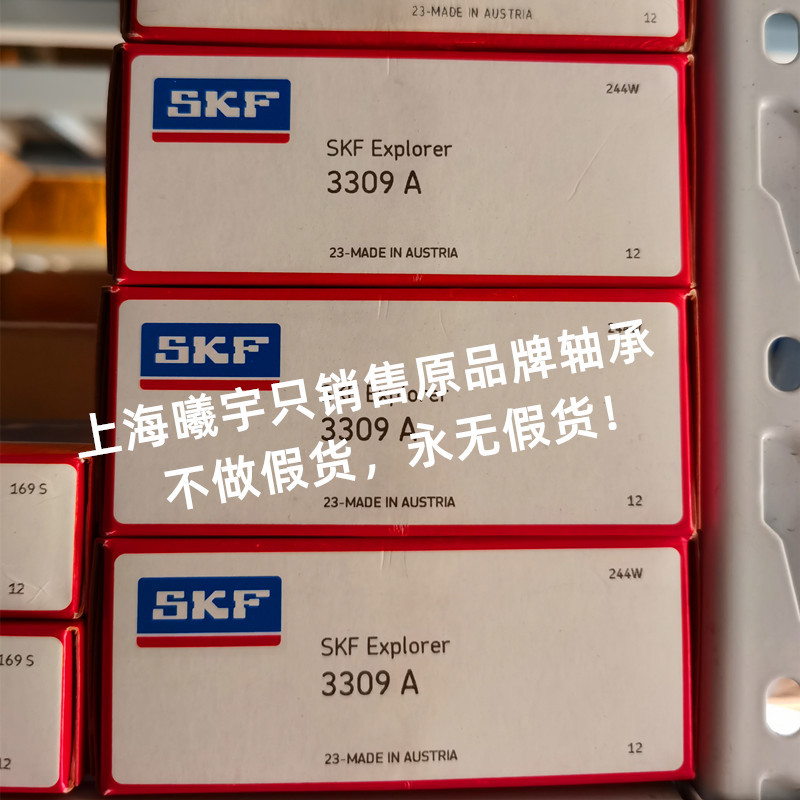 23-MADE IN AUSTRIA
12
SKF
244W
SKF Explorer
3309 A
23-MADE IN AUSTRIA
12
SKF
上海曦宇只销售原品牌轴承
Explorer
3309 A
不做假货，永无假货！
23-MADE IN AUSTRIA
12
169 S
12
SKF
244W
SKF Explorer
3309 A
23-MADE IN AUSTRIA
12
169 S
12